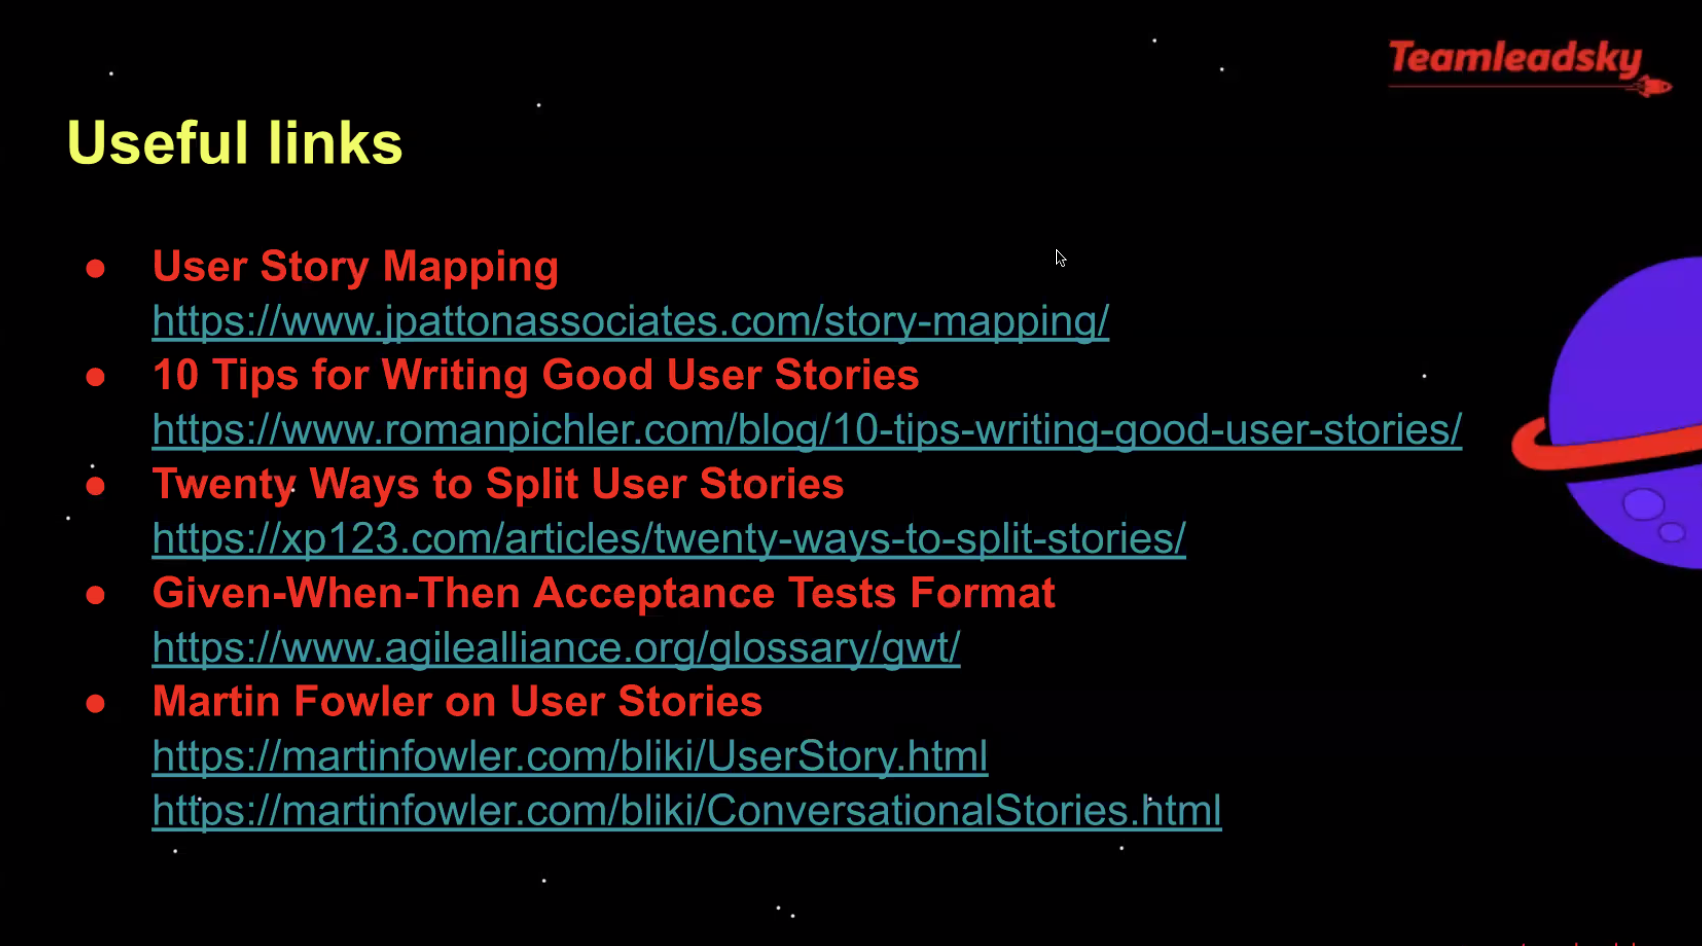 Teamleadsky
Useful links
● User Story Mapping
https://www.jpattonassociates.com/story-mapping/
● 10 Tips for Writing Good User Stories
https://www.romanpichler.com/blog/10-tips-writing-good-user-stories/
● Twenty Ways to Split User Stories
https://xp123.com/articles/twenty-ways-to-split-stories/
● Given-When-Then Acceptance Tests Format
https://www.agilealliance.org/glossary/gwt/
● Martin Fowler on User Stories
https://martinfowler.com/bliki/UserStory.html
https://martinfowler.com/bliki/ConversationalStories.html